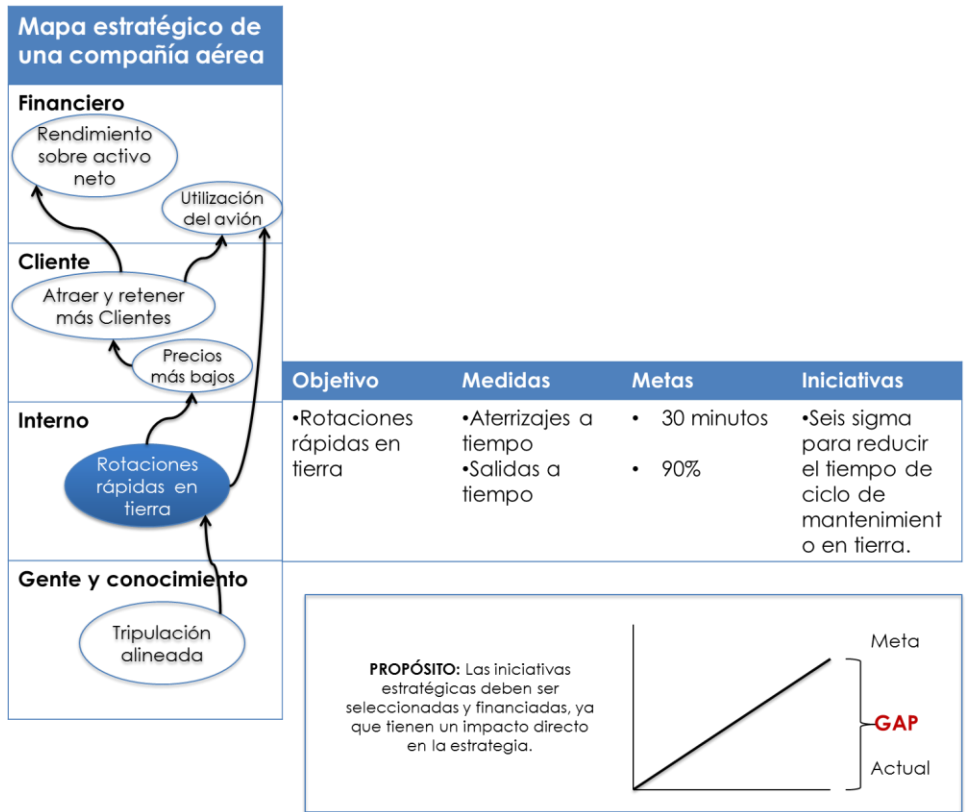 Mapa estratégico de
una compañía aérea
Financiero
Rendimiento
sobre activo
neto
Utilización
del avión
Cliente
Atraer y retener
más Clientes
Precios
más bajos
Interno
Rotaciones
rápidas en
tierra
Gente y conocimiento
Tripulación
alineada
Objetivo
Medidas
Metas
Iniciativas
•Rotaciones
rápidas en
tierra
•Aterrizajes a
tiempo
•Salidas a
tiempo
• 30 minutos
• 90%
•Seis sigma
para reducir
el tiempo de
ciclo de
mantenimient
o en tierra.
PROPÓSITO: Las iniciativas
estratégicas deben ser
seleccionadas y financiadas, ya
que tienen un impacto directo
en la estrategia.
Meta
GAP
Actual